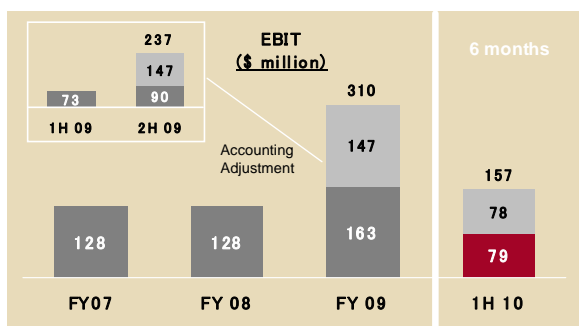 EBIT
($ million)
6 months
237
147
90
73
1H 09
2H 09
310
147
163
Accounting
Adjustment
157
78
79
128
128
FY07
FY 08
FY 09
1H 10